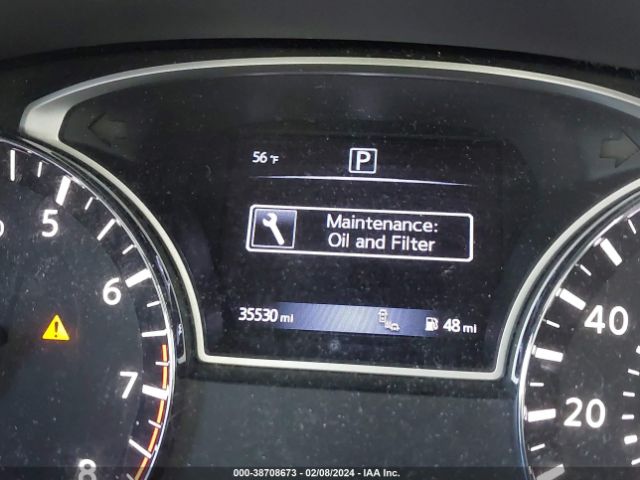 56 °F
P
Maintenance:
Oil and Filter
35530 mi
48 mi
5
6
7
8
40
20
000-38708673 - 02/08/2024 - IAA Inc.